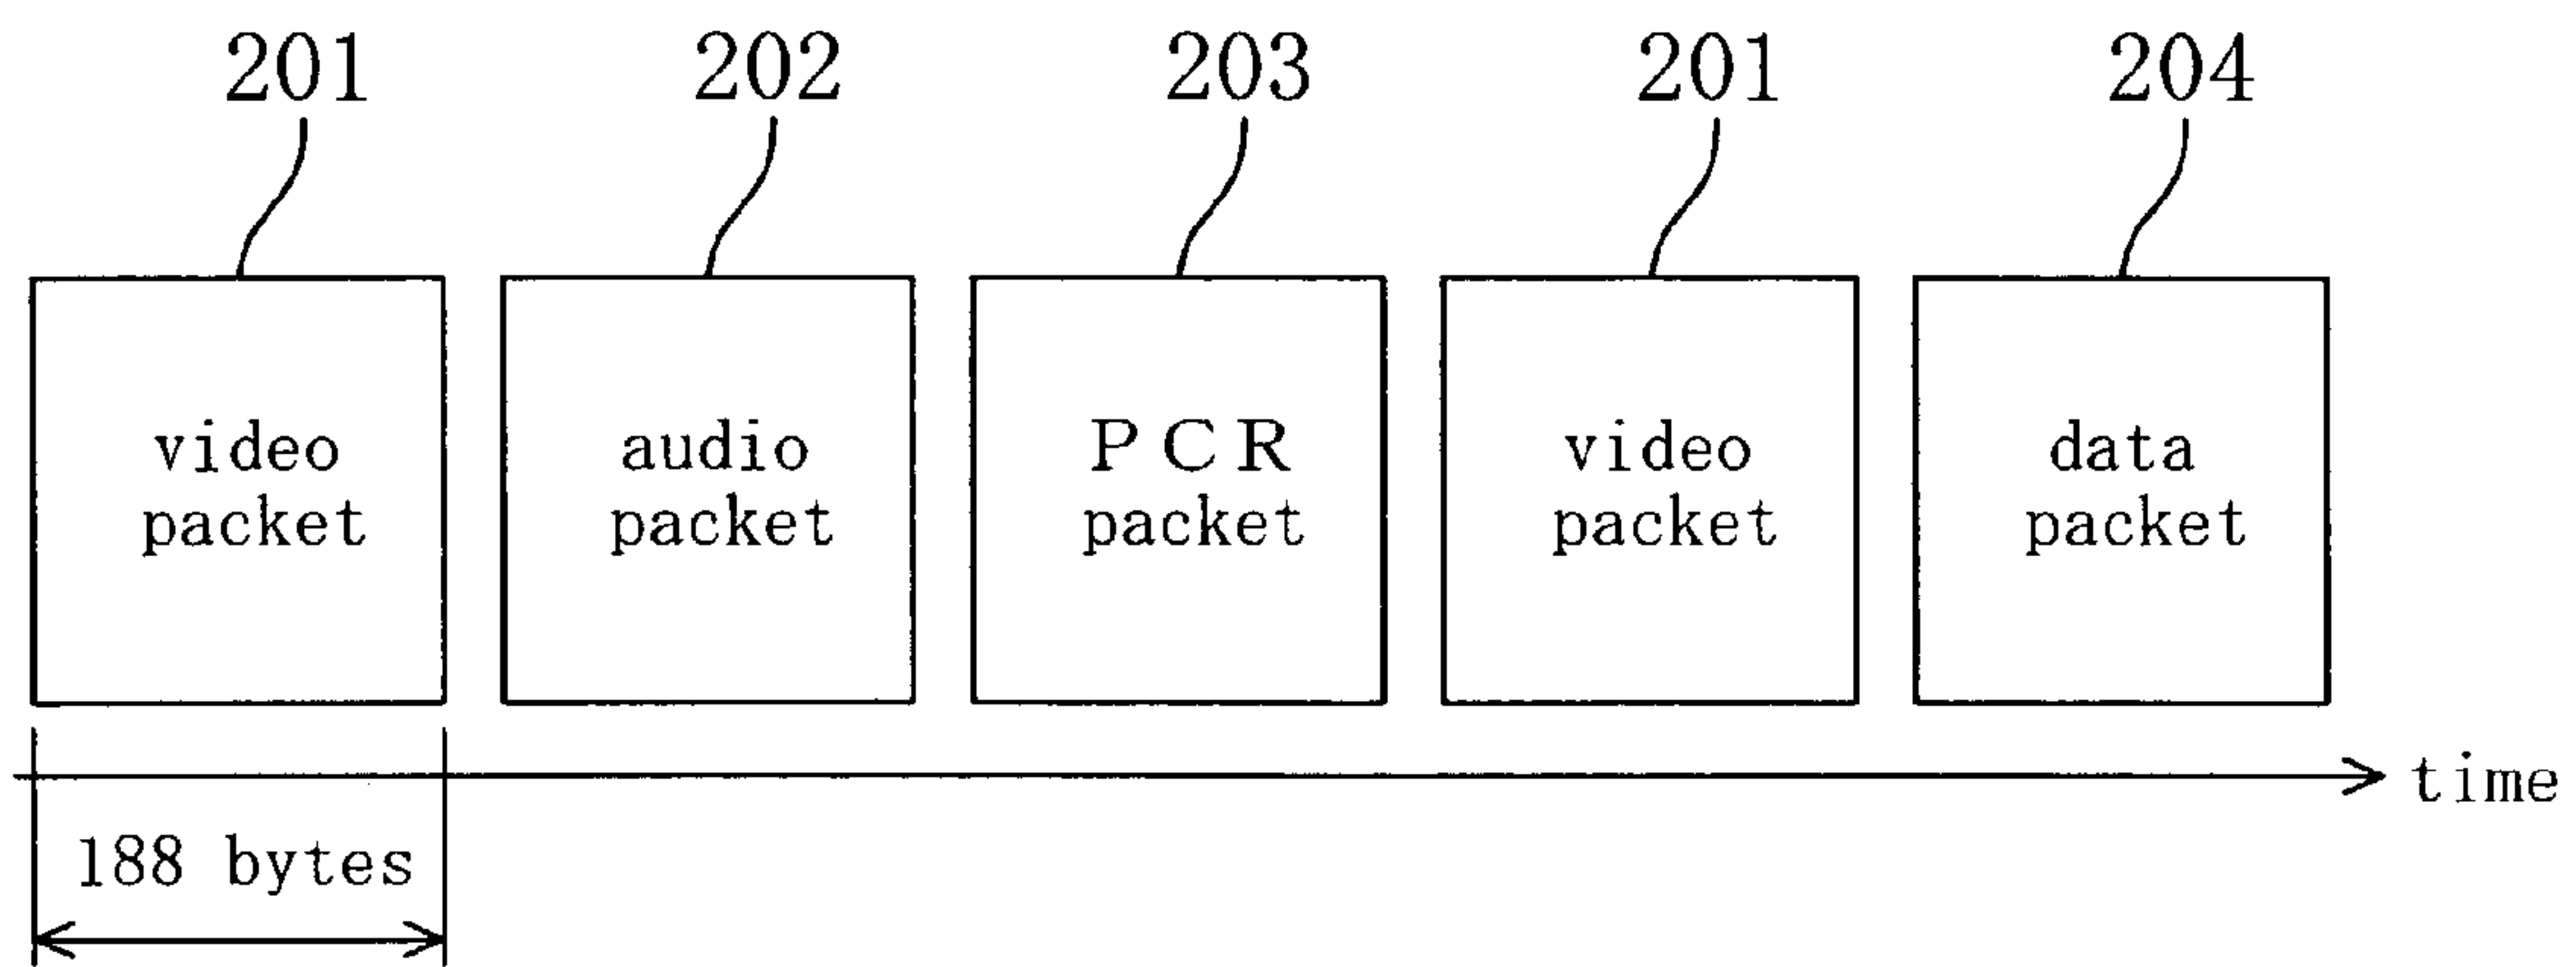 201 202 203 201 204
video audio PCR video data
packet packet packet packet packet
time
188 bytes